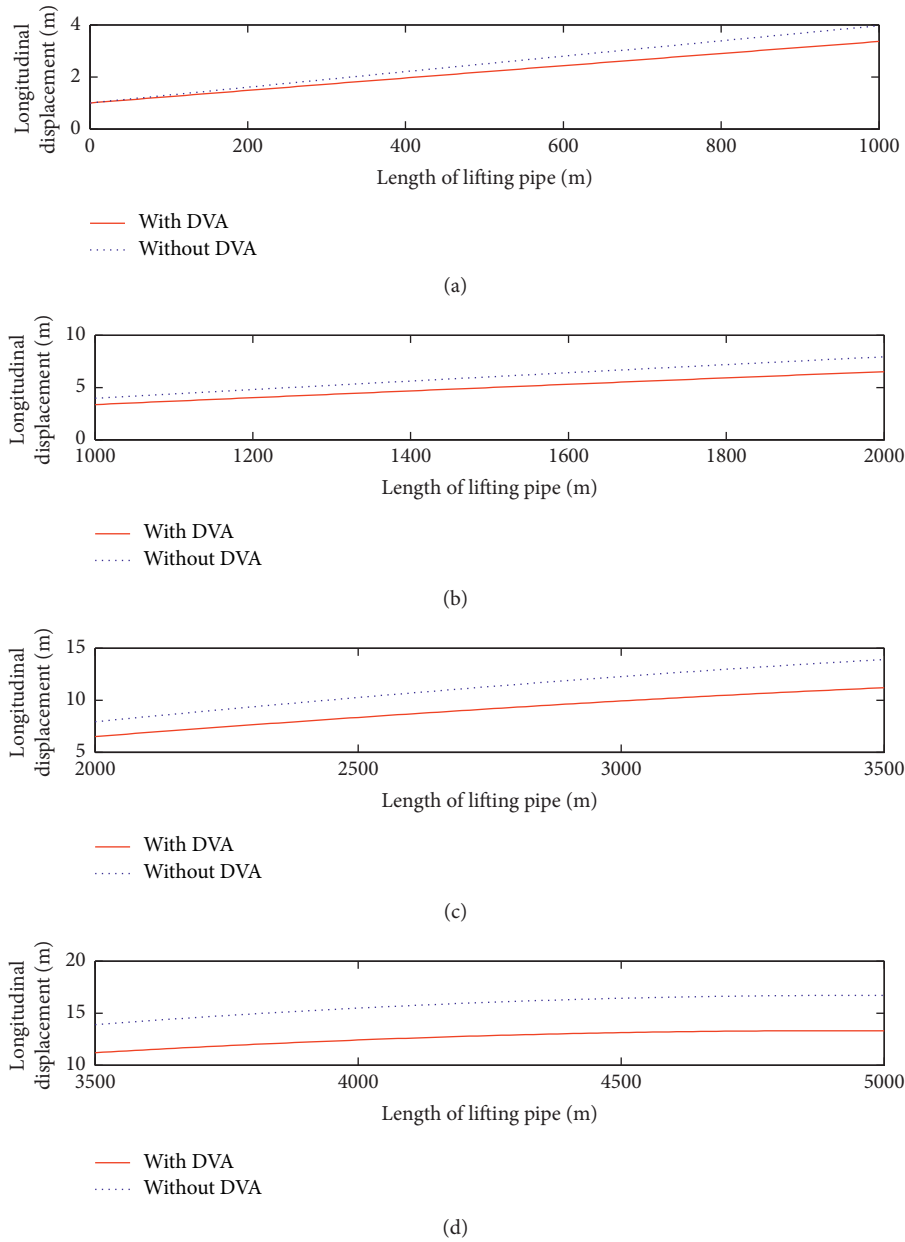 Longitudinal
displacement (m)
4
2
0
0 200 400 600 800 1000
Length of lifting pipe (m)
With DVA
Without DVA
(a)
Longitudinal
displacement (m)
10
5
0
1000 1200 1400 1600 1800 2000
Length of lifting pipe (m)
With DVA
Without DVA
(b)
Longitudinal
displacement (m)
15
10
5
2000 2500 3000 3500
Length of lifting pipe (m)
With DVA
Without DVA
(c)
Longitudinal
displacement (m)
20
15
10
3500 4000 4500 5000
Length of lifting pipe (m)
With DVA
Without DVA
(d)